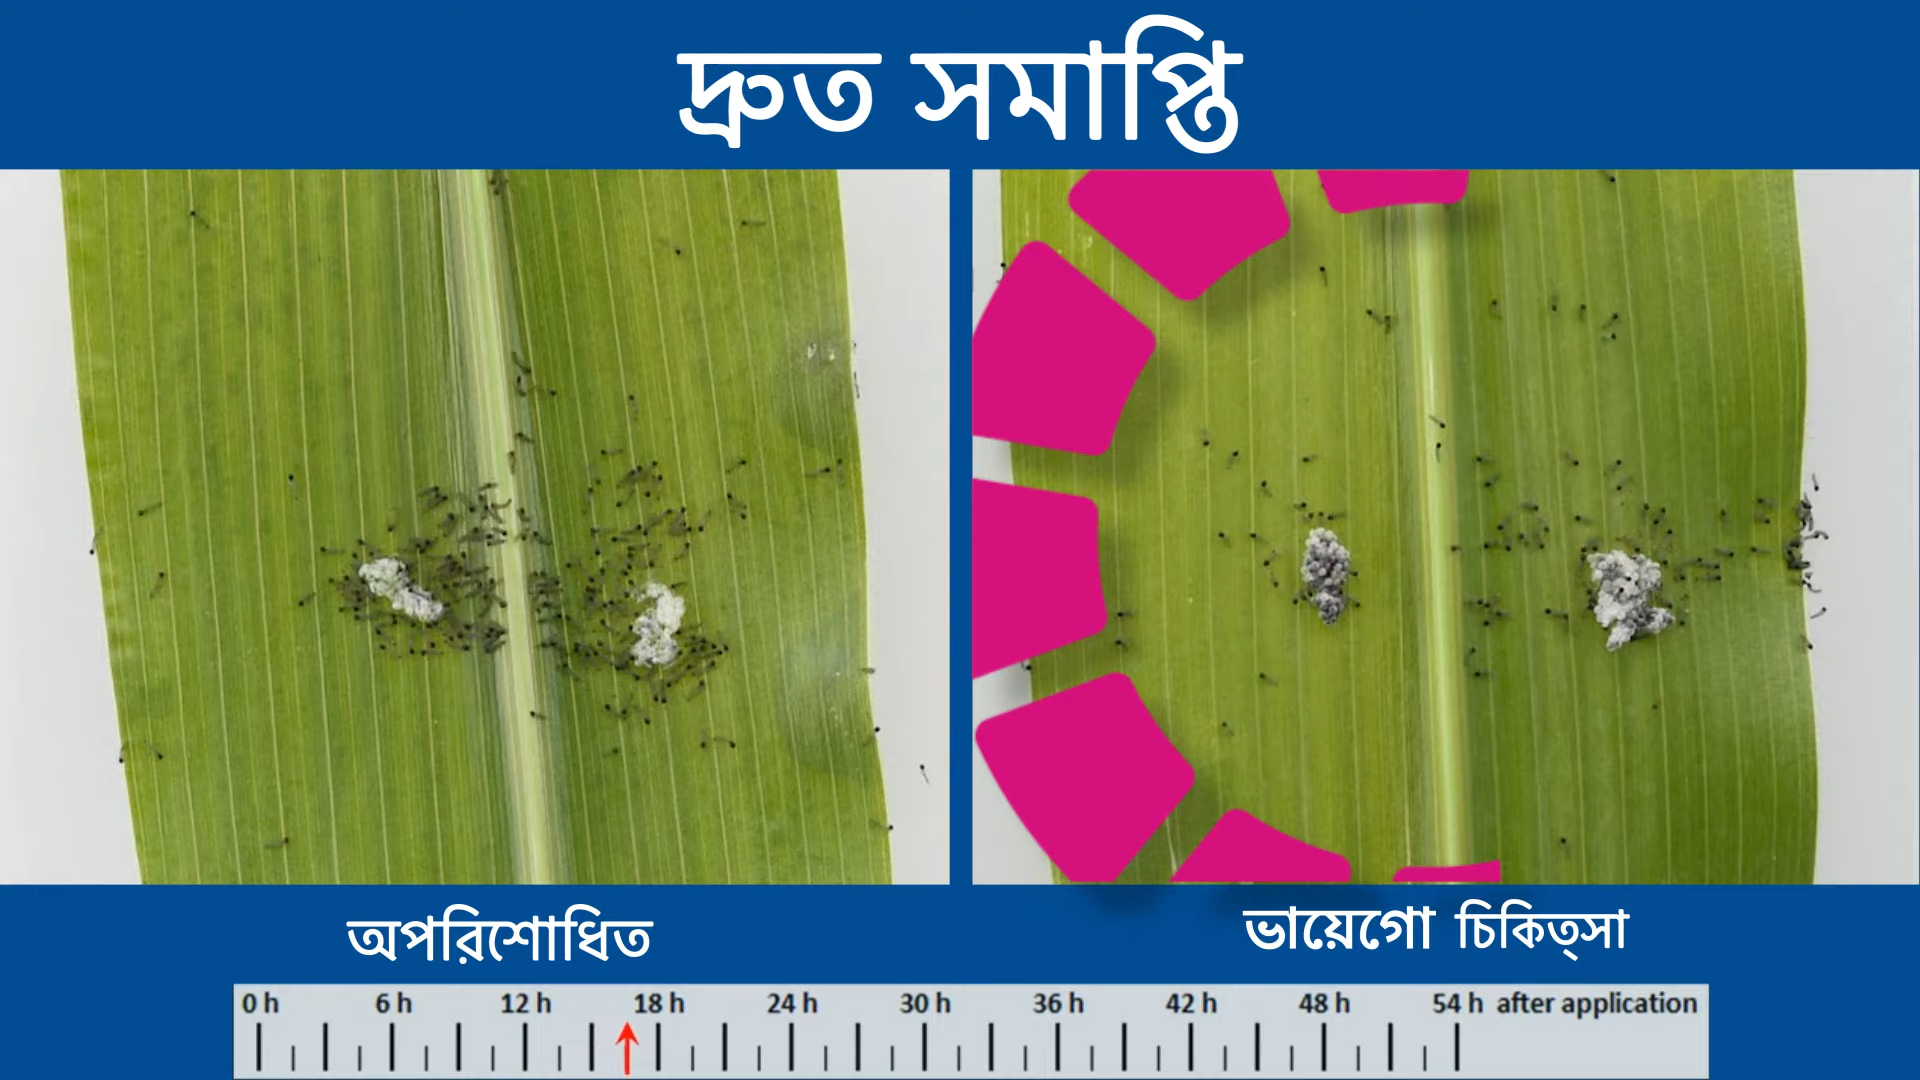 দ্রুত সমাপ্তি
অপরিশোধিত
ভায়েগো চিকিত্সা
0 h 6 h 12 h 18 h 24 h 30 h 36 h 42 h 48 h 54 h after application